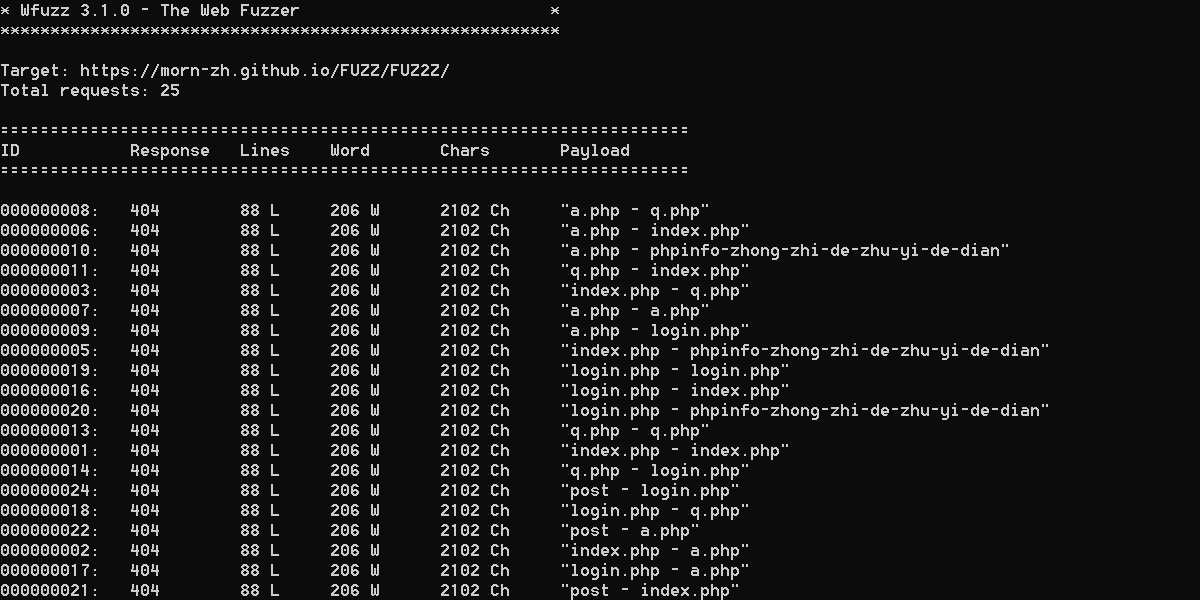 * Wfuzz 3.1.0 - The Web Fuzzer                         *
********************************************************
Target: https://morn-zh.github.io/FUZZ/FUZ2Z/
Total requests: 25
=====================================================================
ID           Response   Lines    Word       Chars       Payload
=====================================================================
000000008:   404        88 L     206 W      2102 Ch     "a.php - q.php"
000000006:   404        88 L     206 W      2102 Ch     "a.php - index.php"
000000010:   404        88 L     206 W      2102 Ch     "a.php - phpinfo-zhong-zhi-de-zhu-yi-de-dian"
000000011:   404        88 L     206 W      2102 Ch     "q.php - index.php"
000000003:   404        88 L     206 W      2102 Ch     "index.php - q.php"
000000007:   404        88 L     206 W      2102 Ch     "a.php - a.php"
000000009:   404        88 L     206 W      2102 Ch     "a.php - login.php"
000000005:   404        88 L     206 W      2102 Ch     "index.php - phpinfo-zhong-zhi-de-zhu-yi-de-dian"
000000019:   404        88 L     206 W      2102 Ch     "login.php - login.php"
000000016:   404        88 L     206 W      2102 Ch     "login.php - index.php"
000000020:   404        88 L     206 W      2102 Ch     "login.php - phpinfo-zhong-zhi-de-zhu-yi-de-dian"
000000013:   404        88 L     206 W      2102 Ch     "q.php - q.php"
000000001:   404        88 L     206 W      2102 Ch     "index.php - index.php"
000000014:   404        88 L     206 W      2102 Ch     "q.php - login.php"
000000024:   404        88 L     206 W      2102 Ch     "post - login.php"
000000018:   404        88 L     206 W      2102 Ch     "login.php - q.php"
000000022:   404        88 L     206 W      2102 Ch     "post - a.php"
000000002:   404        88 L     206 W      2102 Ch     "index.php - a.php"
000000017:   404        88 L     206 W      2102 Ch     "login.php - a.php"
000000021:   404        88 L     206 W      2102 Ch     "post - index.php"